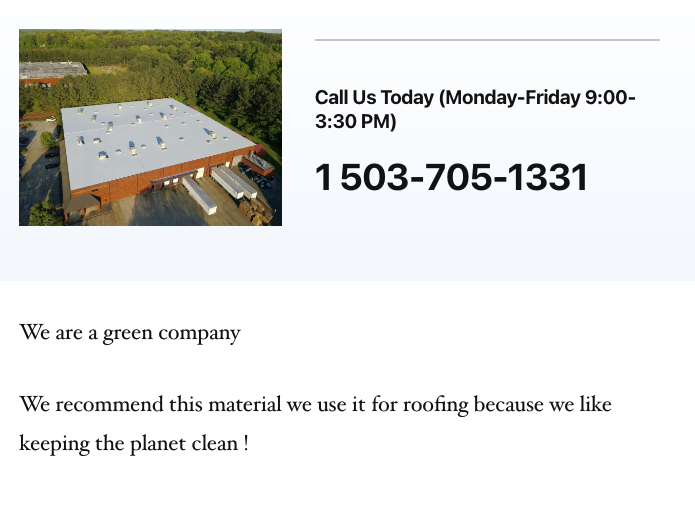 Call Us Today (Monday-Friday 9:00-
3:30 PM)
1 503-705-1331
We are a green company
We recommend this material we use it for roofing because we like
keeping the planet clean !